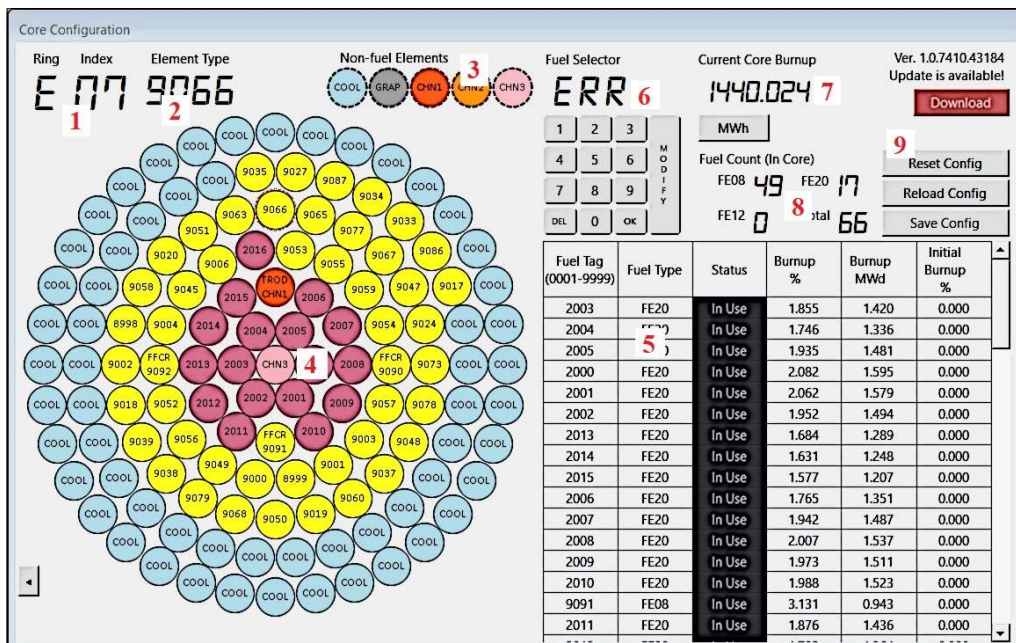 Core Configuration
Ring Index Element Type
E 07 9066
1 2
Non-fuel Elements
COOL GRAP CHN1 CHN3
3
Fuel Selector
ERR 6
Current Core Burnup
1440.024 7
MWh
Ver. 1.0.7410.43184
Update is available!
Download
9
Reset Config
Reload Config
Save Config
1 2 3
4 5 6
7 8 9
DEL 0 OK
MODIFY
Fuel Count (In Core)
FE08 49 FE20 17
8
FE12 0 otal 66
COOL COOL COOL
COOL COOL
COOL COOL
COOL 9035 9027 9087
COOL COOL 9034 COOL
COOL COOL 9063 9066 9065 9033 COOL
COOL COOL 9051 9077 COOL
COOL 9020 9006 2016 9053 9055 9067 9086 COOL
COOL 9058 9045 2015 TROD CHN1 2006 9059 9047 9017 COOL
COOL COOL 8998 9004 2014 2004 2005 2007 9054 9024 COOL COOL
COOL COOL 9002 FFCR 9092 2013 2003 CHN3 4 2008 FFCR 9090 9073 COOL COOL
COOL COOL 9018 9052 2012 2002 2001 2009 9057 9078 COOL COOL
COOL COOL 9039 9056 2011 FFCR 9091 2010 9003 9048 COOL COOL
COOL 9038 9049 9000 8999 9001 9037 COOL COOL
COOL COOL 9079 9068 9050 9019 9060 COOL COOL
COOL COOL COOL COOL COOL COOL
COOL COOL COOL COOL COOL COOL
COOL COOL COOL COOL COOL
Fuel Tag (0001-9999) Fuel Type Status Burnup % Burnup MWd Initial Burnup %
2003 FE20 In Use 1.855 1.420 0.000
2004 In Use 1.746 1.336 0.000
2005 5 In Use 1.935 1.481 0.000
2000 FE20 In Use 2.082 1.595 0.000
2001 FE20 In Use 2.062 1.579 0.000
2002 FE20 In Use 1.952 1.494 0.000
2013 FE20 In Use 1.684 1.289 0.000
2014 FE20 In Use 1.631 1.248 0.000
2015 FE20 In Use 1.577 1.207 0.000
2006 FE20 In Use 1.765 1.351 0.000
2007 FE20 In Use 1.942 1.487 0.000
2008 FE20 In Use 2.007 1.537 0.000
2009 FE20 In Use 1.973 1.511 0.000
2010 FE20 In Use 1.988 1.523 0.000
9091 FE08 In Use 3.131 0.943 0.000
2011 FE20 In Use 1.876 1.436 0.000